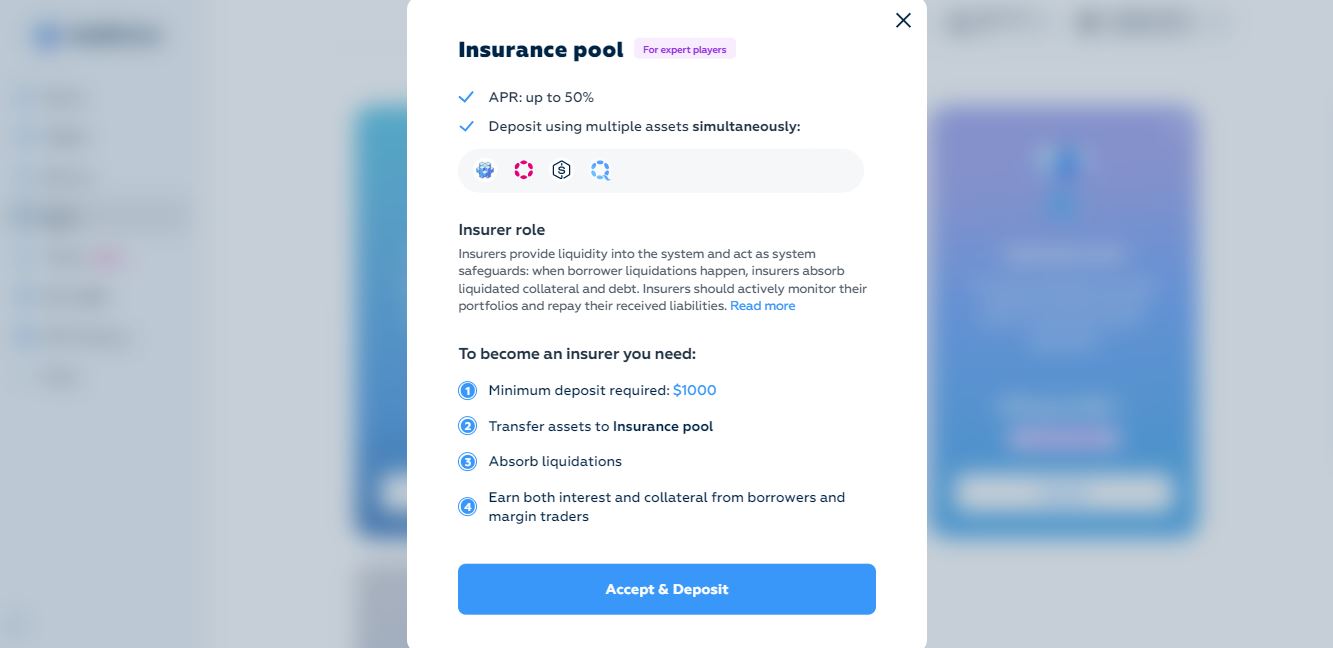 Insurance pool
For expert players
APR: up to 50%
Deposit using multiple assets simultaneously:
Insurer role
Insurers provide liquidity into the system and act as system
safeguards: when borrower liquidations happen, insurers absorb
liquidated collateral and debt. Insurers should actively monitor their
portfolios and repay their received liabilities. Read more
To become an insurer you need:
1 Minimum deposit required: $1000
2 Transfer assets to Insurance pool
3 Absorb liquidations
4 Earn both interest and collateral from borrowers and
margin traders
Accept & Deposit